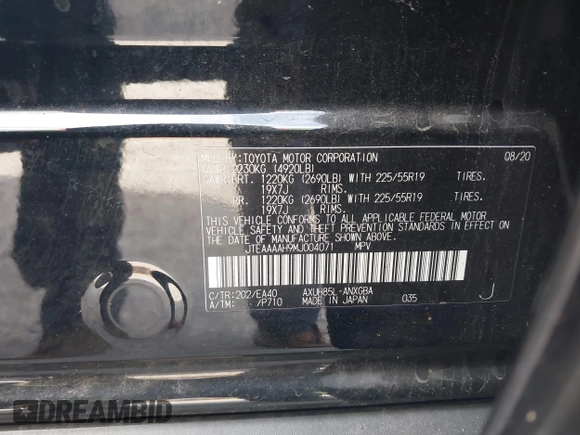 MFD. BY: TOYOTA MOTOR CORPORATION 08/20
GVWR 2230KG (4920LB)
GAWR FRT. 1220KG (2690LB) WITH 225/55R19 TIRES.
19X7J RIMS.
RR. 1220KG (2690LB) WITH 225/55R19 TIRES.
19X7J RIMS.
THIS VEHICLE CONFORMS TO ALL APPLICABLE FEDERAL MOTOR
VEHICLE SAFETY AND THEFT PREVENTION STANDARDS IN EFFECT ON
THE DATE OF MANUFACTURE SHOWN ABOVE.
JTEAAAAH9MJ004071 MPV
C/TR: 202/EA40 AXUH85L-ANXGBA
A/TM: /P710 MADE IN JAPAN 035 J
DREAMBID